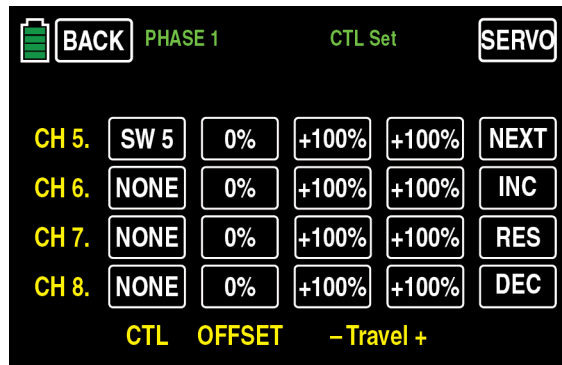 BACK PHASE 1 CTL Set SERVO
CH 5. SW 5 0% +100% +100% NEXT
CH 6. NONE 0% +100% +100% INC
CH 7. NONE 0% +100% +100% RES
CH 8. NONE 0% +100% +100% DEC
CTL OFFSET – Travel +